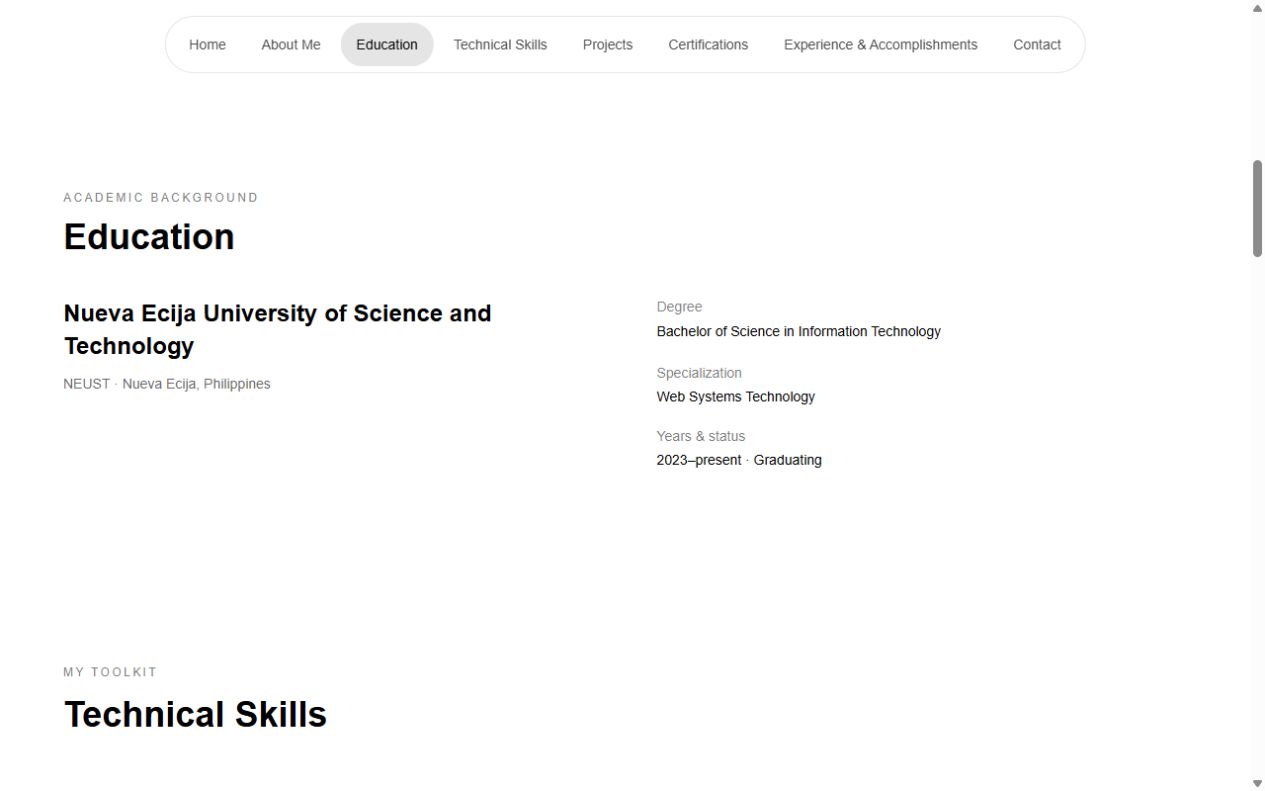 Home About Me Education Technical Skills Projects Certifications Experience & Accomplishments Contact
ACADEMIC BACKGROUND
Education
Nueva Ecija University of Science and
Technology
NEUST · Nueva Ecija, Philippines
Degree
Bachelor of Science in Information Technology
Specialization
Web Systems Technology
Years & status
2023–present · Graduating
MY TOOLKIT
Technical Skills